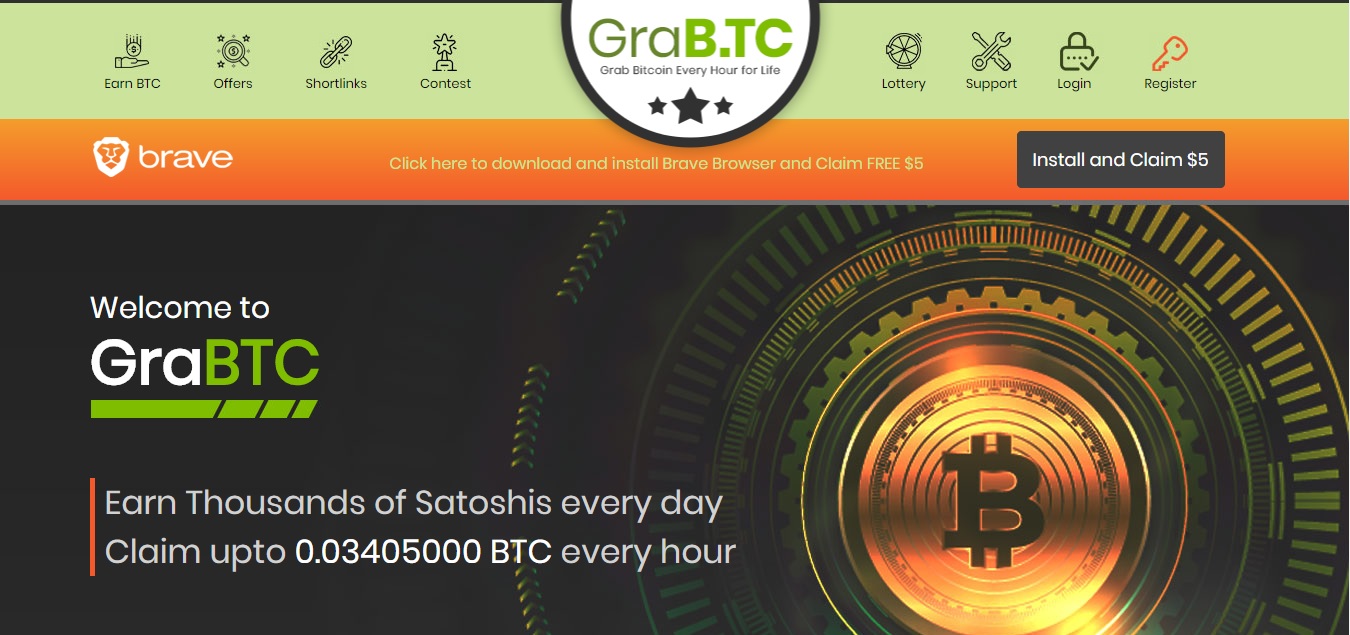 Earn BTC
Offers
Shortlinks
Contest
GraB.TC
Grab Bitcoin Every Hour for Life
Lottery
Support
Login
Register
brave
Click here to download and install Brave Browser and Claim FREE $5
Install and Claim $5
Welcome to
GraBTC
Earn Thousands of Satoshis every day
Claim upto 0.03405000 BTC every hour